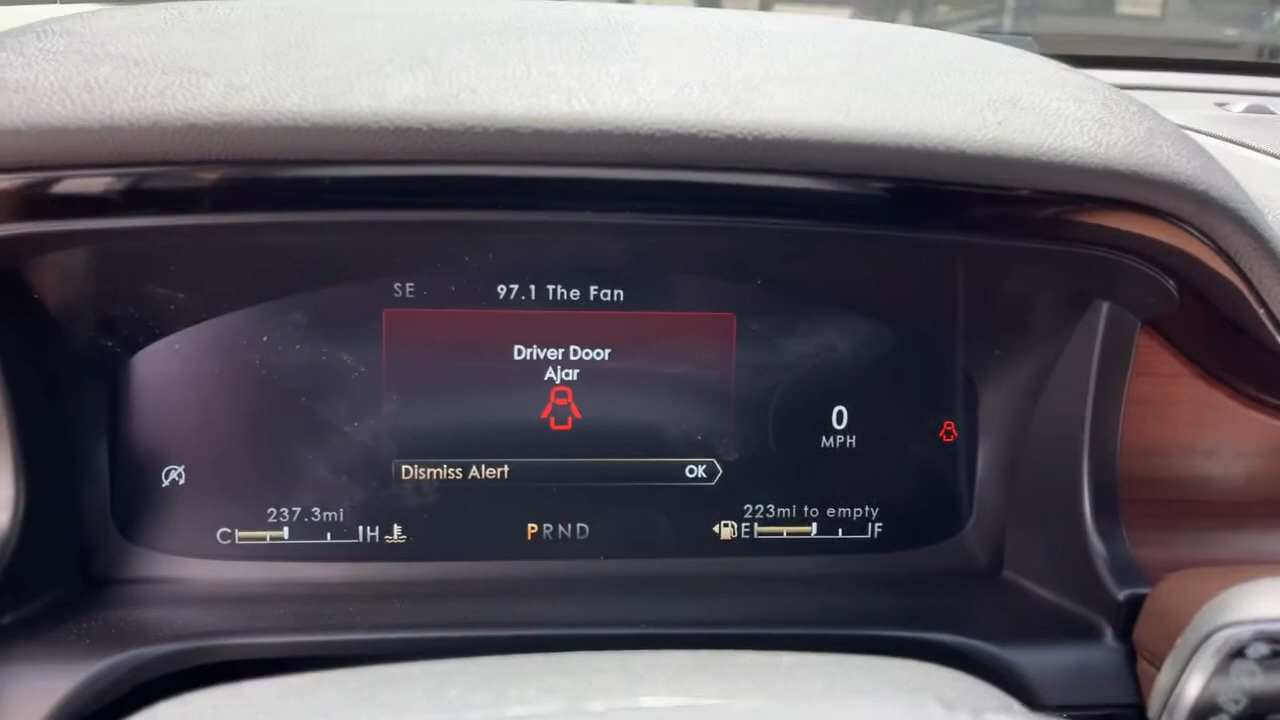 SE
97.1 The Fan
Driver Door
Ajar
0
MPH
Dismiss Alert
OK
237.3mi
C H
PRND
223mi to empty
E F